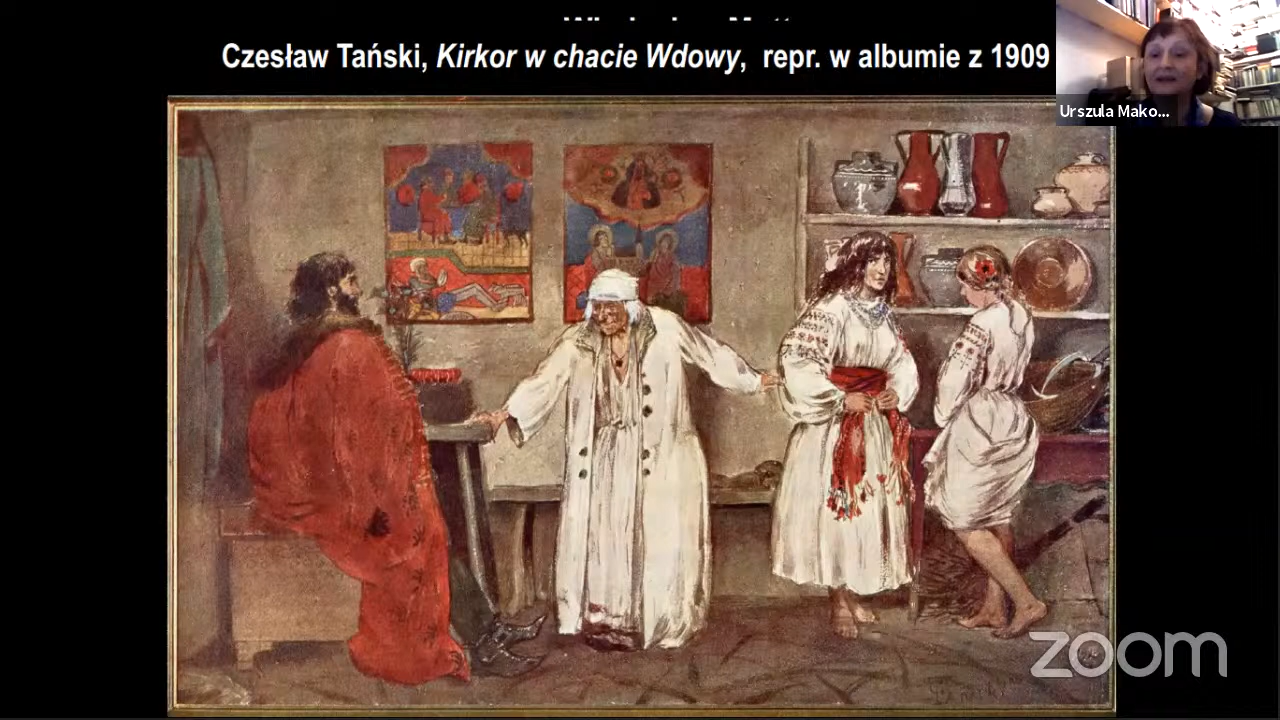 Czesław Tański, Kirkor w chacie Wdowy, repr. w albumie z 1909
Urszula Mako...
zoom